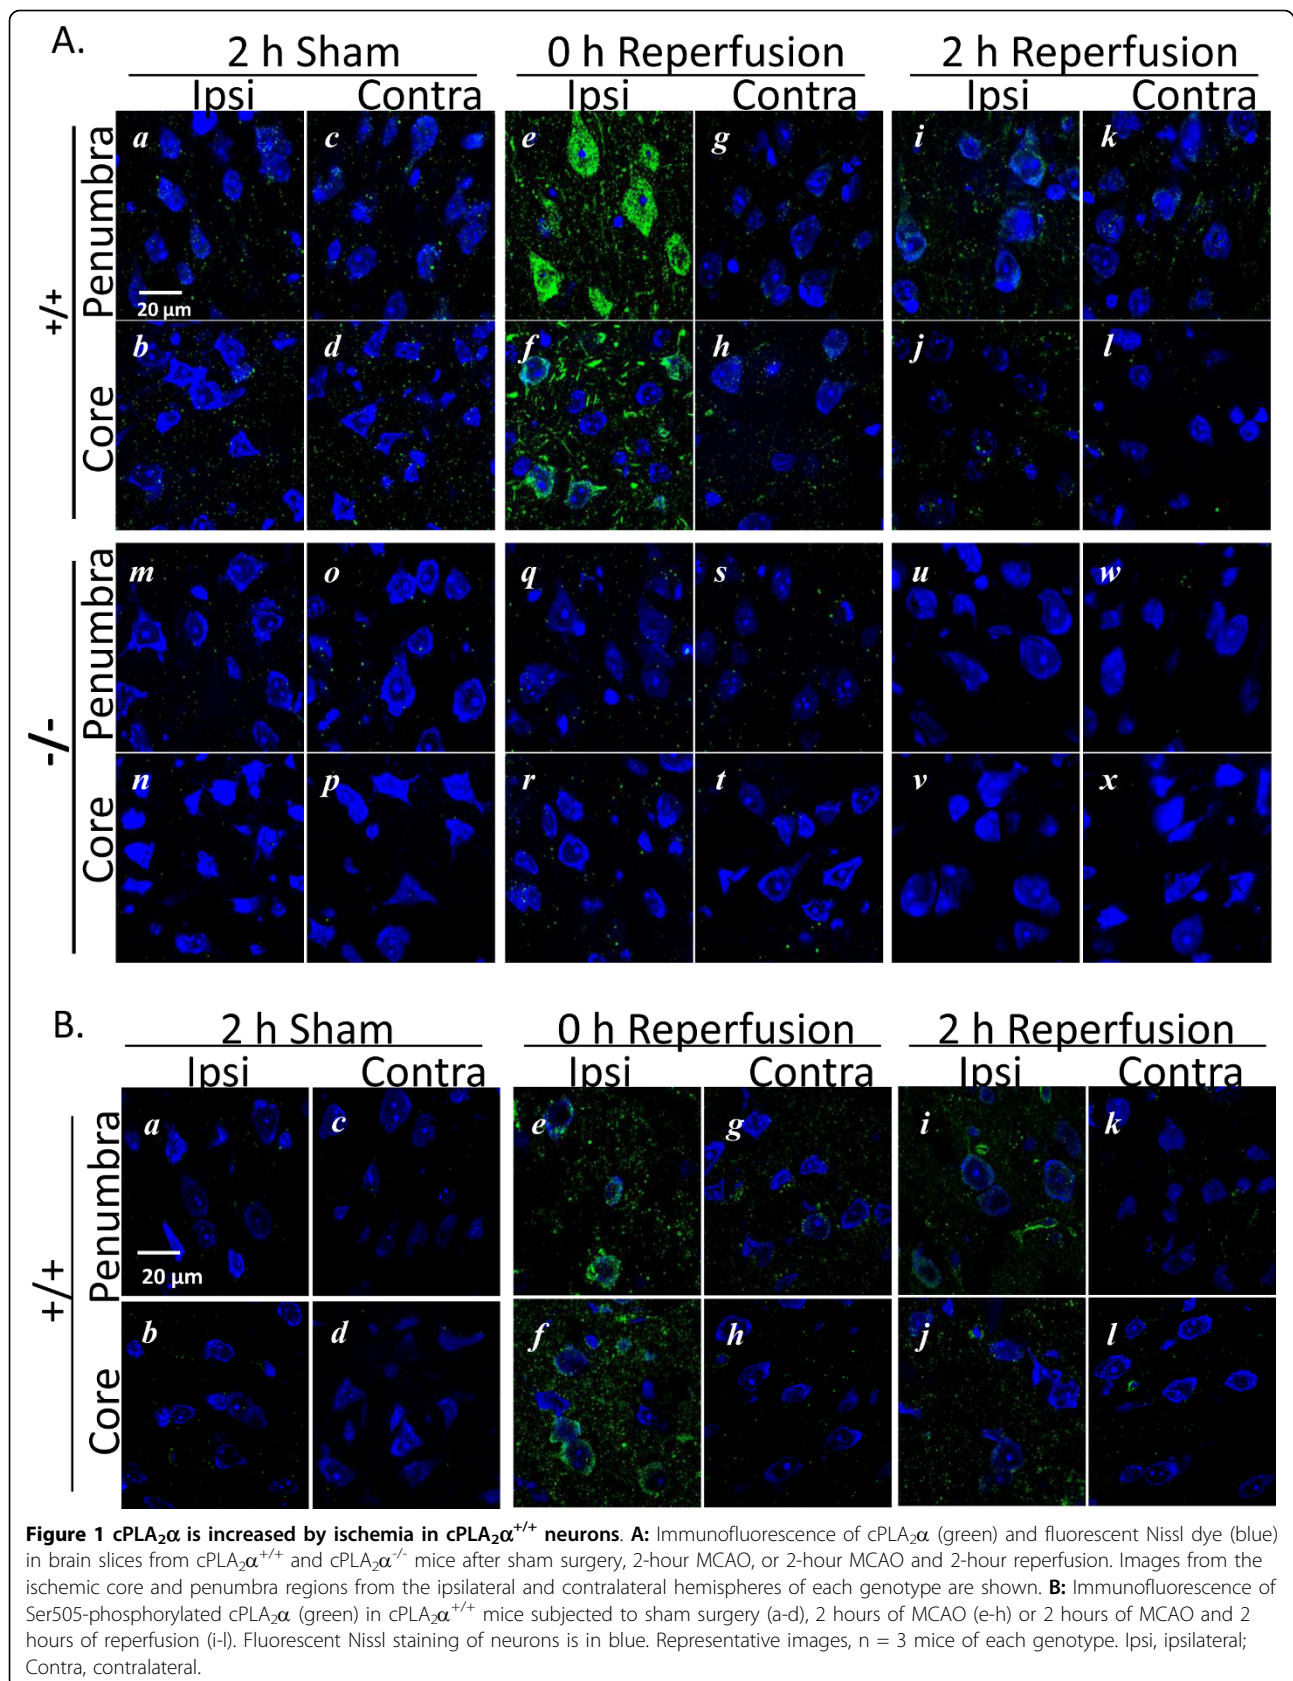 A.
2 h Sham 0 h Reperfusion 2 h Reperfusion
Ipsi Contra Ipsi Contra Ipsi Contra
+/+
Penumbra
a c e g i k
20 µm
Core
b d f h j l
-/-
Penumbra
m o q s u w
Core
n p r t v x
B.
2 h Sham 0 h Reperfusion 2 h Reperfusion
Ipsi Contra Ipsi Contra Ipsi Contra
+/+
Penumbra
a c e g i k
20 µm
Core
b d f h j l
Figure 1 cPLA₂α is increased by ischemia in cPLA₂α⁺/⁺ neurons. A: Immunofluorescence of cPLA₂α (green) and fluorescent Nissl dye (blue)
in brain slices from cPLA₂α⁺/⁺ and cPLA₂α⁻/⁻ mice after sham surgery, 2-hour MCAO, or 2-hour MCAO and 2-hour reperfusion. Images from the
ischemic core and penumbra regions from the ipsilateral and contralateral hemispheres of each genotype are shown. B: Immunofluorescence of
Ser505-phosphorylated cPLA₂α (green) in cPLA₂α⁺/⁺ mice subjected to sham surgery (a-d), 2 hours of MCAO (e-h) or 2 hours of MCAO and 2
hours of reperfusion (i-l). Fluorescent Nissl staining of neurons is in blue. Representative images, n = 3 mice of each genotype. Ipsi, ipsilateral;
Contra, contralateral.